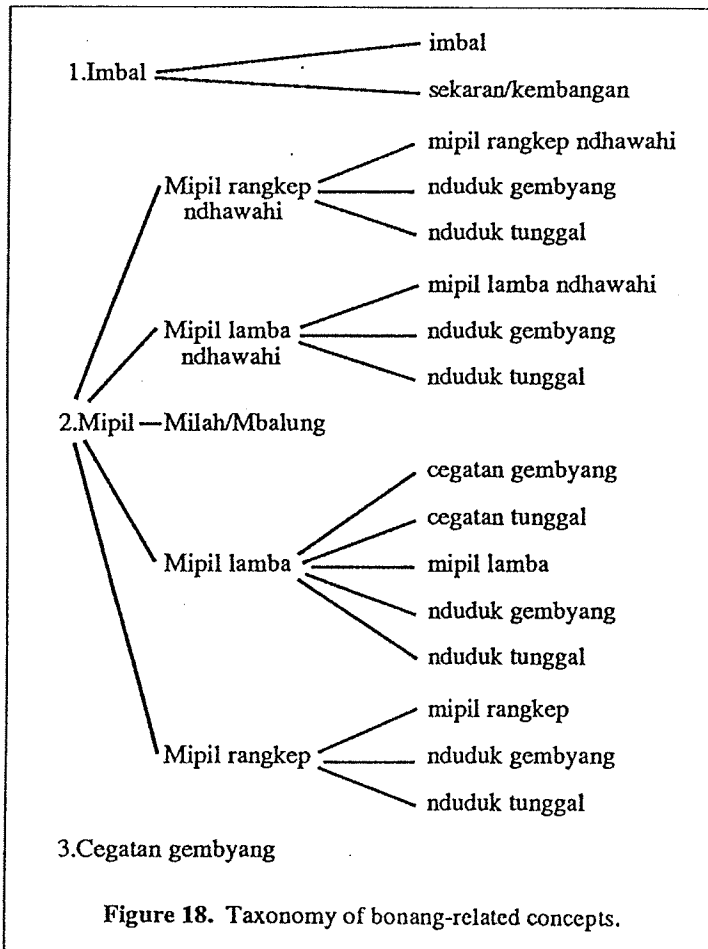 imbal
1.Imbal
sekaran/kembangan
mipil rangkep ndhawahi
Mipil rangkep
ndhawahi
nduduk gembyang
nduduk tunggal
mipil lamba ndhawahi
Mipil lamba
ndhawahi
nduduk gembyang
nduduk tunggal
2.Mipil — Milah/Mbalung
cegatan gembyang
cegatan tunggal
Mipil lamba
mipil lamba
nduduk gembyang
nduduk tunggal
mipil rangkep
Mipil rangkep
nduduk gembyang
nduduk tunggal
3.Cegatan gembyang
Figure 18. Taxonomy of bonang-related concepts.